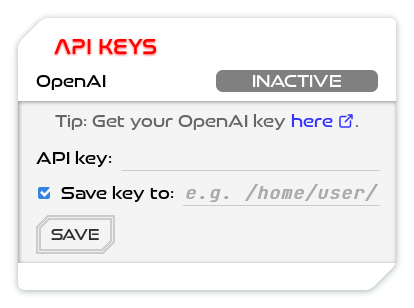 API KEYS
OpenAI INACTIVE
Tip: Get your OpenAI key here.
API key:
Save key to: e.g. /home/user/
SAVE